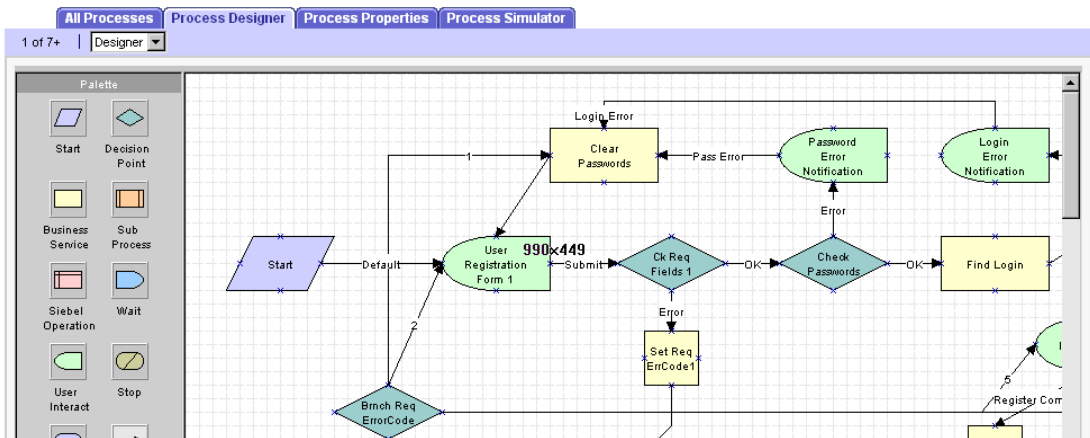 All Processes Process Designer Process Properties Process Simulator
1 of 7+ | Designer
Palette
Start
Decision
Point
Business
Service
Sub
Process
Siebel
Operation
Wait
User
Interact
Stop
Login Error
Clear
Passwords
Pass Error
Password
Error
Notification
Login
Error
Notification
1
Error
Start
Default
User
Registration
Form 1
990×449
Submit
Ck Req
Fields 1
OK
Check
Passwords
OK
Find Login
2
Error
Set Req
ErrCode1
5
Register Com
Brnch Req
ErrorCode